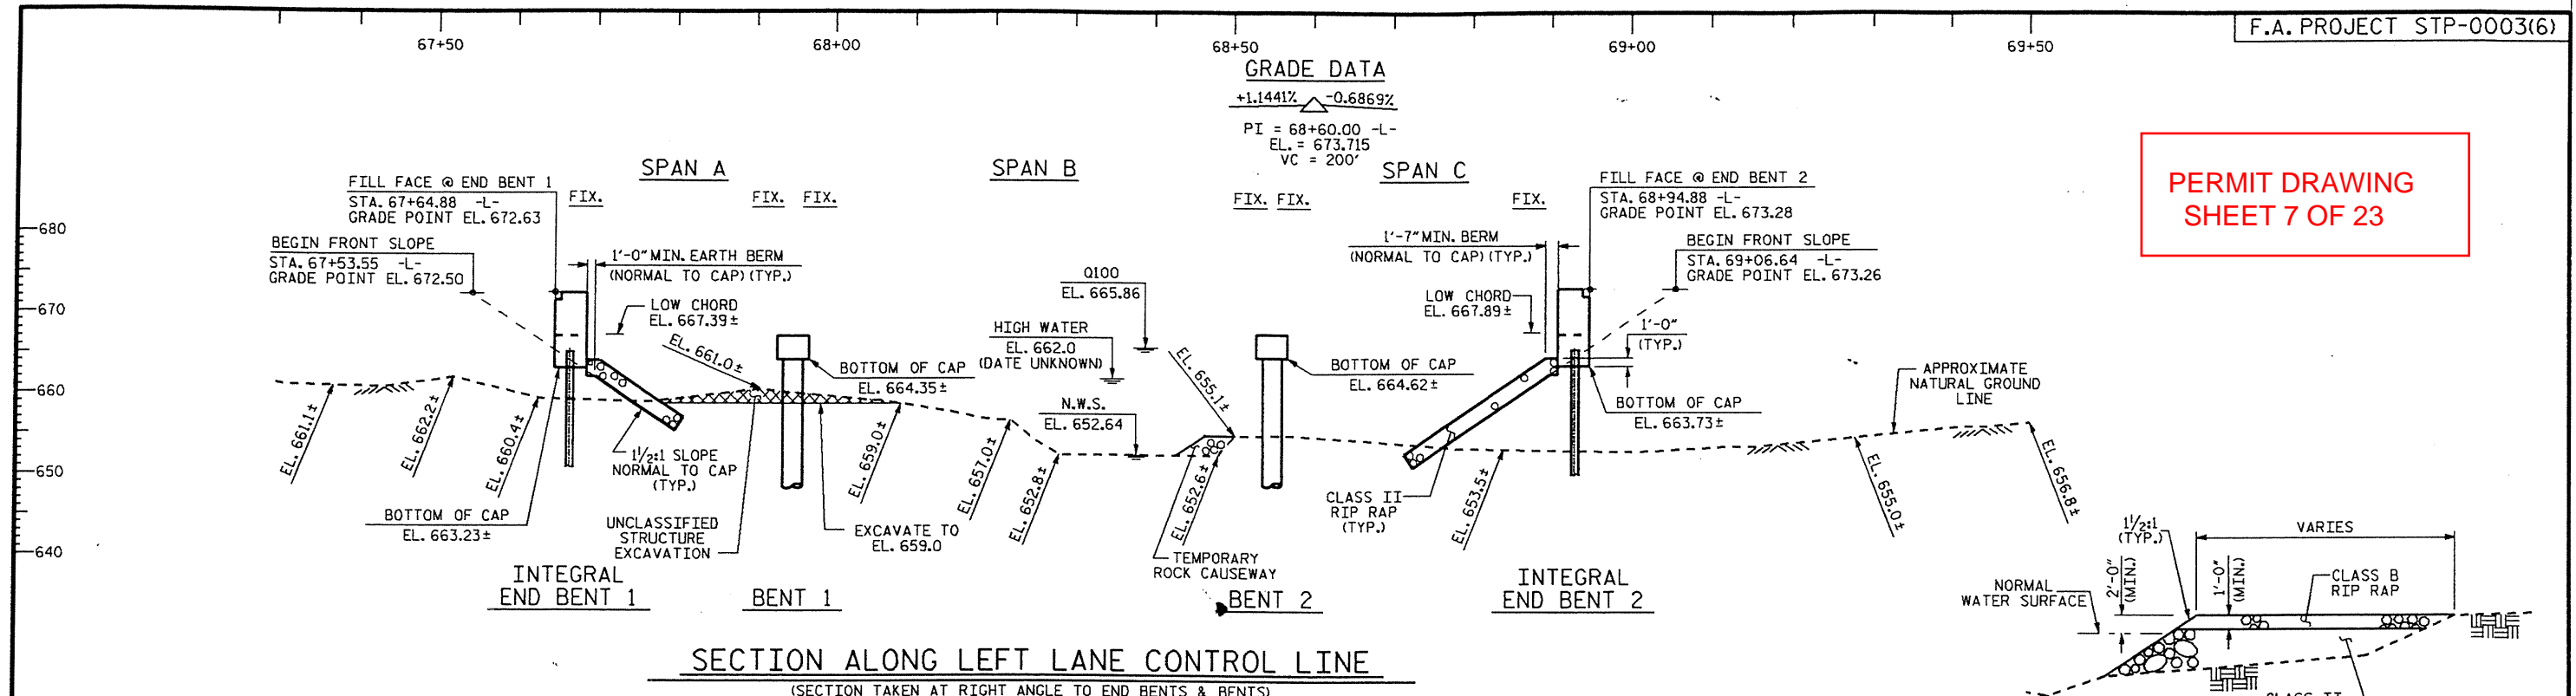 F.A. PROJECT STP-0003(6)
67+50
68+00
68+50
69+00
69+50
GRADE DATA
+1.1441%
-0.6869%
PI = 68+60.00 -L-
EL. = 673.715
VC = 200'
PERMIT DRAWING
SHEET 7 OF 23
SPAN A
SPAN B
SPAN C
FIX.
FIX.
FIX.
FIX.
FIX.
FIX.
FILL FACE @ END BENT 1
STA. 67+64.88 -L-
GRADE POINT EL. 672.63
FILL FACE @ END BENT 2
STA. 68+94.88 -L-
GRADE POINT EL. 673.28
680
670
660
650
640
BEGIN FRONT SLOPE
STA. 67+53.55 -L-
GRADE POINT EL. 672.50
1'-0" MIN. EARTH BERM
(NORMAL TO CAP) (TYP.)
LOW CHORD
EL. 667.39±
Q100
EL. 665.86
HIGH WATER
EL. 662.0
(DATE UNKNOWN)
N.W.S.
EL. 652.64
1'-7" MIN. BERM
(NORMAL TO CAP) (TYP.)
LOW CHORD
EL. 667.89±
BEGIN FRONT SLOPE
STA. 69+06.64 -L-
GRADE POINT EL. 673.26
1'-0"
(TYP.)
EL. 661.0±
BOTTOM OF CAP
EL. 664.35±
EL. 655.1±
BOTTOM OF CAP
EL. 664.62±
APPROXIMATE
NATURAL GROUND
LINE
BOTTOM OF CAP
EL. 663.73±
EL. 661.1±
EL. 662.2±
EL. 660.4±
1½:1 SLOPE
NORMAL TO CAP
(TYP.)
EL. 659.0±
EL. 657.0±
EL. 652.8±
EL. 652.6±
CLASS II
RIP RAP
(TYP.)
EL. 653.5±
EL. 655.0±
EL. 656.8±
BOTTOM OF CAP
EL. 663.23±
UNCLASSIFIED
STRUCTURE
EXCAVATION
EXCAVATE TO
EL. 659.0
TEMPORARY
ROCK CAUSEWAY
INTEGRAL
END BENT 1
BENT 1
BENT 2
INTEGRAL
END BENT 2
1½:1
(TYP.)
VARIES
2'-0"
(MIN.)
1'-0"
(MIN.)
NORMAL
WATER SURFACE
CLASS B
RIP RAP
SECTION ALONG LEFT LANE CONTROL LINE
(SECTION TAKEN AT RIGHT ANGLE TO END BENTS & BENTS)
CLASS II